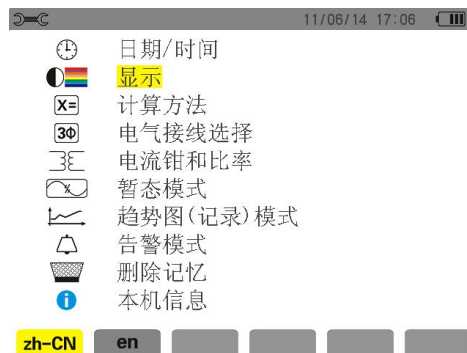 11/06/14 17:06
日期/时间
显示
X= 计算方法
3Φ 电气接线选择
电流钳和比率
暂态模式
趋势图(记录)模式
告警模式
删除记忆
i 本机信息
zh-CN en